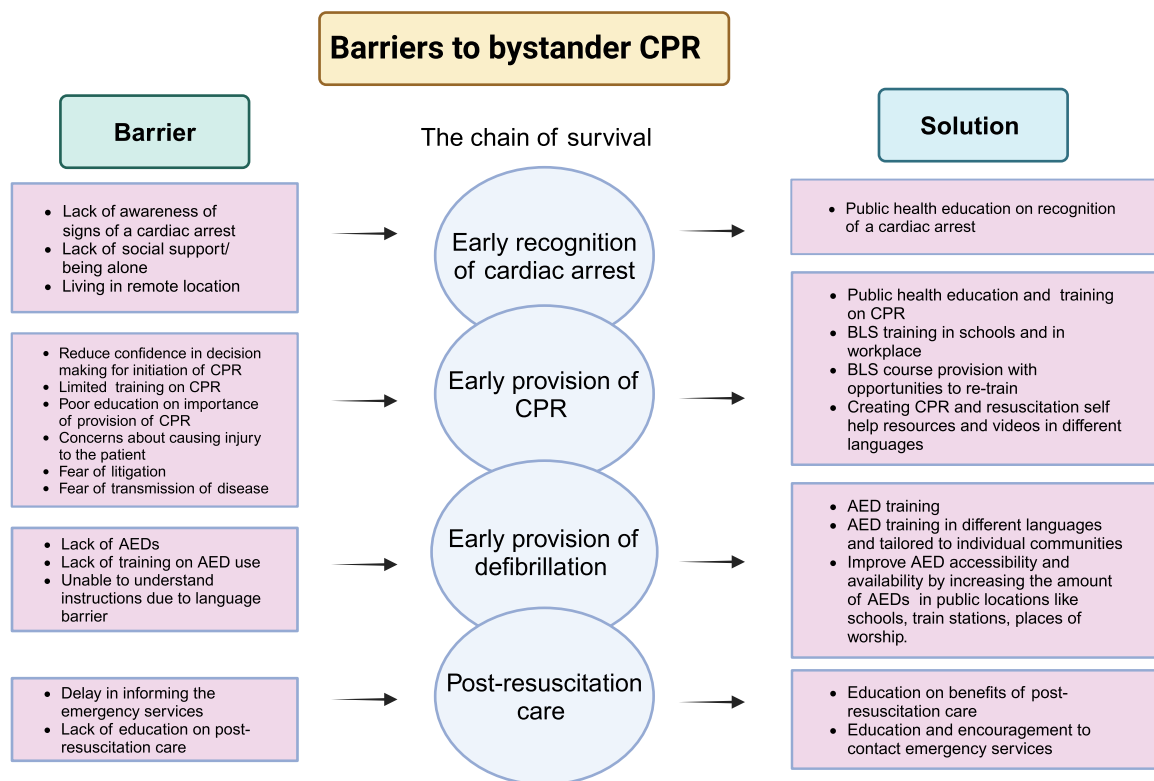 Barriers to bystander CPR
Barrier
The chain of survival
Solution
• Lack of awareness of
signs of a cardiac arrest
• Lack of social support/
being alone
• Living in remote location
Early recognition
of cardiac arrest
• Public health education on recognition
of a cardiac arrest
• Reduce confidence in decision
making for initiation of CPR
• Limited training on CPR
• Poor education on importance
of provision of CPR
• Concerns about causing injury
to the patient
• Fear of litigation
• Fear of transmission of disease
Early provision of
CPR
• Public health education and training
on CPR
• BLS training in schools and in
workplace
• BLS course provision with
opportunities to re-train
• Creating CPR and resuscitation self
help resources and videos in different
languages
• Lack of AEDs
• Lack of training on AED use
• Unable to understand
instructions due to language
barrier
Early provision of
defibrillation
• AED training
• AED training in different languages
and tailored to individual communities
• Improve AED accessibility and
availability by increasing the amount
of AEDs in public locations like
schools, train stations, places of
worship.
• Delay in informing the
emergency services
• Lack of education on post-
resuscitation care
Post-resuscitation
care
• Education on benefits of post-
resuscitation care
• Education and encouragement to
contact emergency services